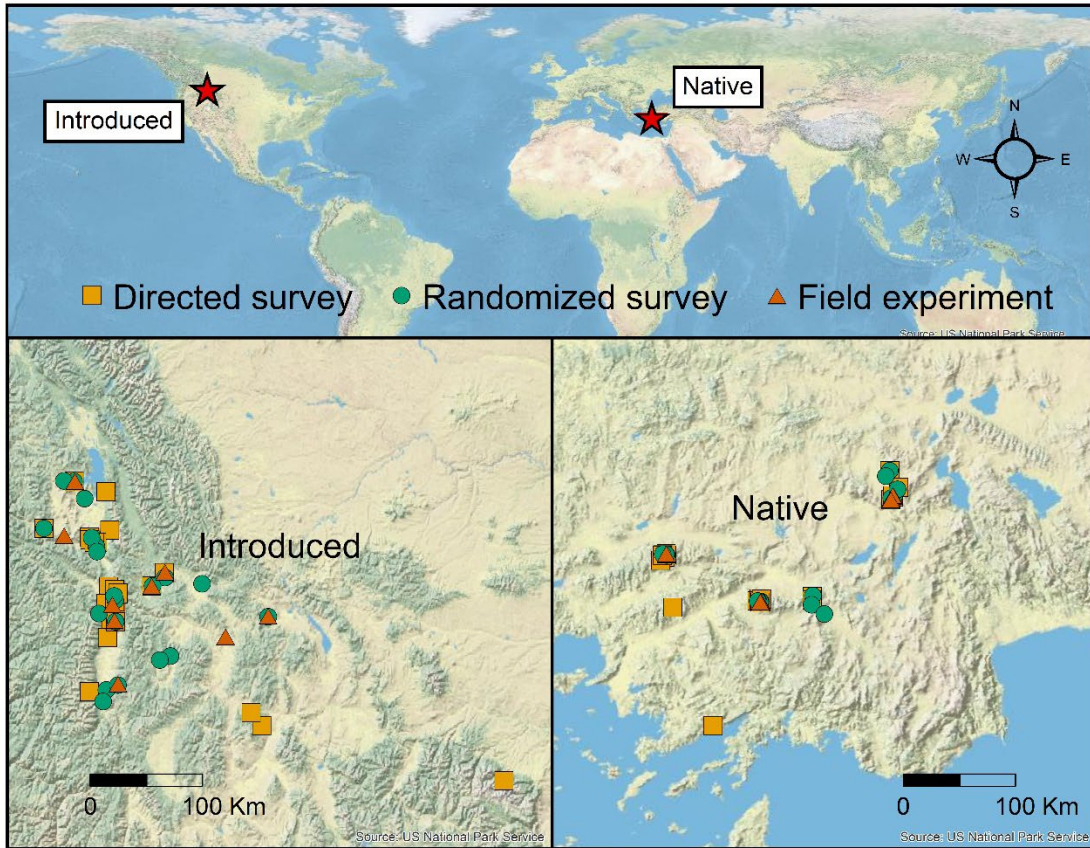 Introduced
Native
N
W
E
S
Directed survey
Randomized survey
Field experiment
Source: US National Park Service
Introduced
0
100 Km
Source: US National Park Service
Native
0
100 Km
Source: US National Park Service